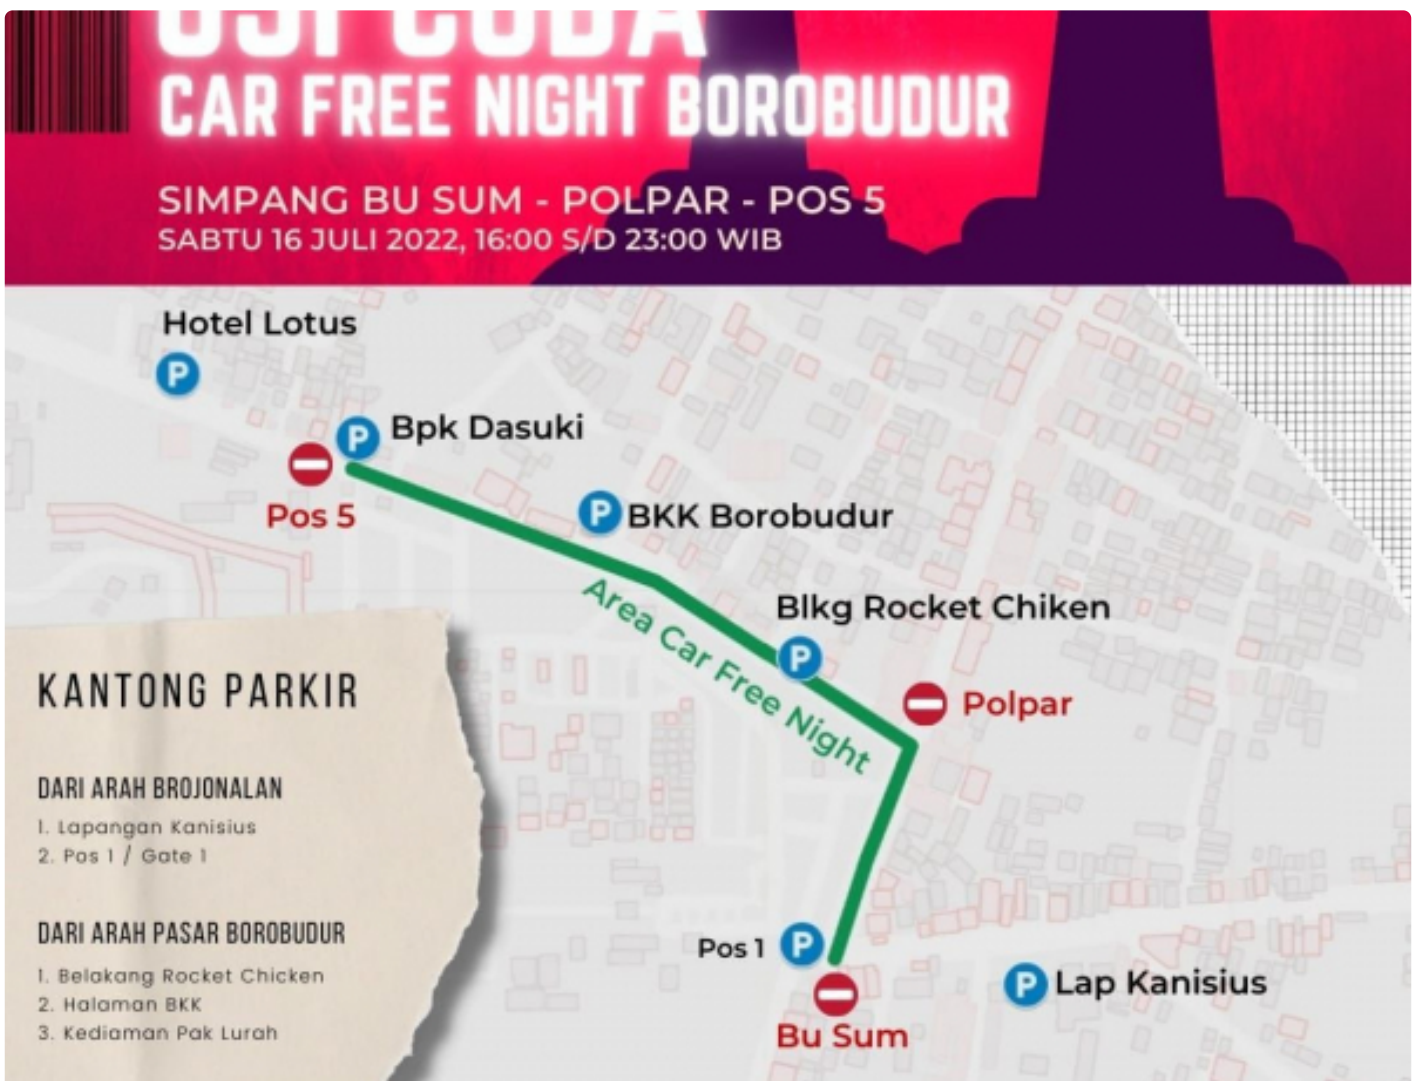 CAR FREE NIGHT BOROBUDUR
SIMPANG BU SUM - POLPAR - POS 5
SABTU 16 JULI 2022, 16:00 S/D 23:00 WIB
Hotel Lotus
P
P
Bpk Dasuki
Pos 5
P
BKK Borobudur
Area Car Free Night
Blkg Rocket Chiken
P
Polpar
KANTONG PARKIR
DARI ARAH BROJONALAN
1. Lapangan Kanisius
2. Pos 1 / Gate 1
DARI ARAH PASAR BOROBUDUR
1. Belakang Rocket Chicken
2. Halaman BKK
3. Kediaman Pak Lurah
Pos 1
P
P
Lap Kanisius
Bu Sum